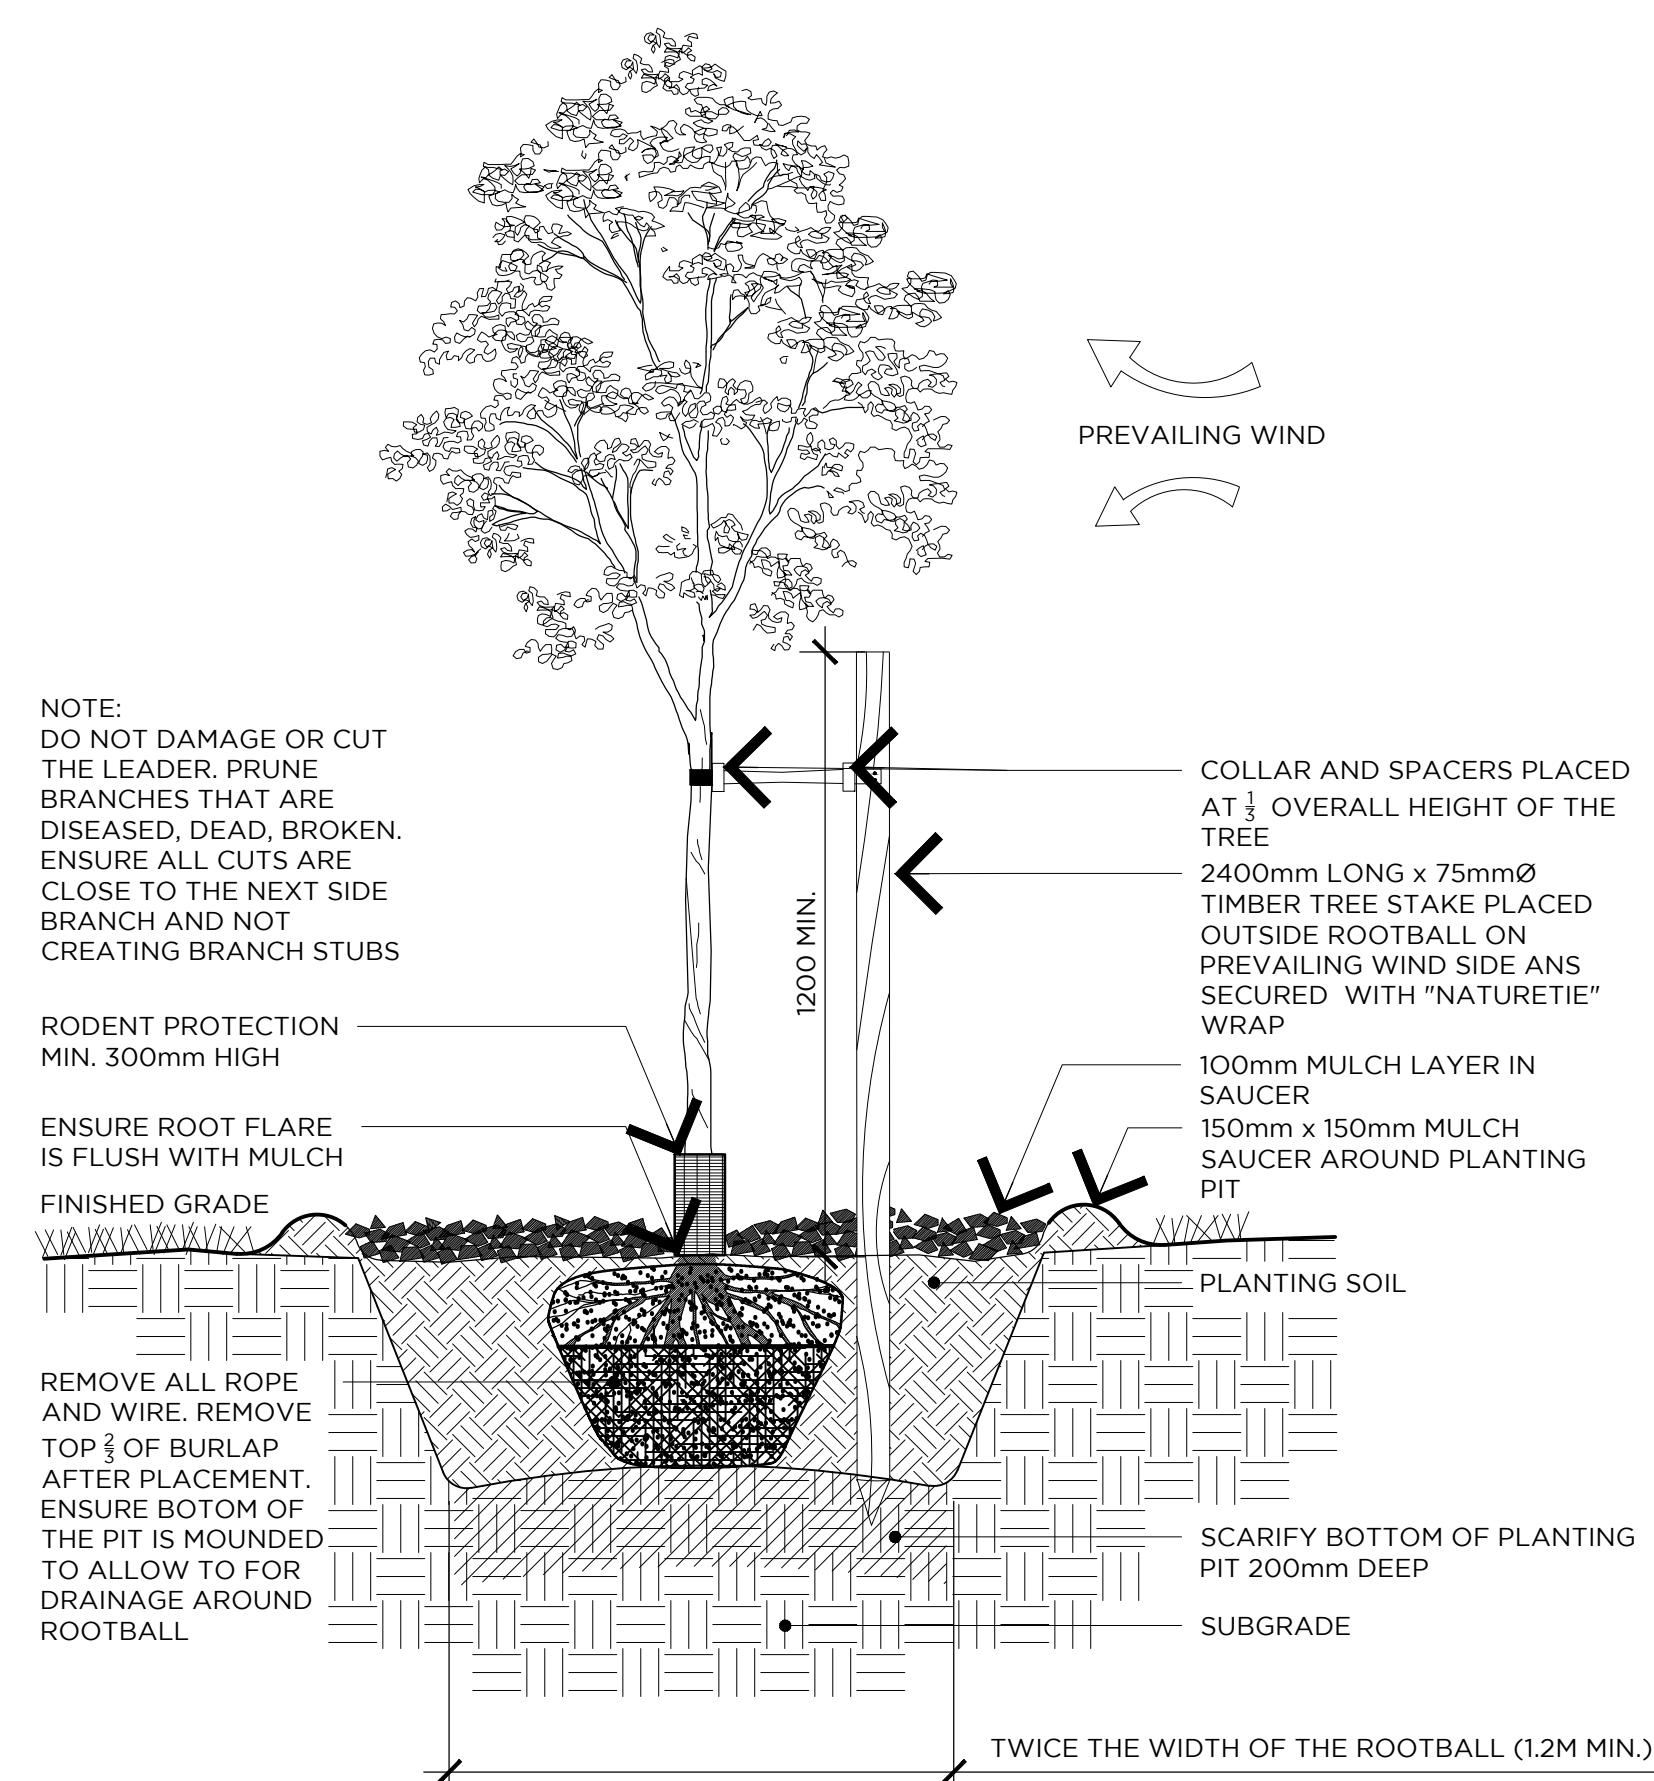 PREVAILING WIND
NOTE:
DO NOT DAMAGE OR CUT
THE LEADER. PRUNE
BRANCHES THAT ARE
DISEASED, DEAD, BROKEN.
ENSURE ALL CUTS ARE
CLOSE TO THE NEXT SIDE
BRANCH AND NOT
CREATING BRANCH STUBS
RODENT PROTECTION
MIN. 300mm HIGH
ENSURE ROOT FLARE
IS FLUSH WITH MULCH
FINISHED GRADE
REMOVE ALL ROPE
AND WIRE. REMOVE
TOP 2/3 OF BURLAP
AFTER PLACEMENT.
ENSURE BOTOM OF
THE PIT IS MOUNDED
TO ALLOW TO FOR
DRAINAGE AROUND
ROOTBALL
1200 MIN.
COLLAR AND SPACERS PLACED
AT 1/3 OVERALL HEIGHT OF THE
TREE
2400mm LONG x 75mmØ
TIMBER TREE STAKE PLACED
OUTSIDE ROOTBALL ON
PREVAILING WIND SIDE ANS
SECURED WITH "NATURETIE"
WRAP
100mm MULCH LAYER IN
SAUCER
150mm x 150mm MULCH
SAUCER AROUND PLANTING
PIT
PLANTING SOIL
SCARIFY BOTTOM OF PLANTING
PIT 200mm DEEP
SUBGRADE
TWICE THE WIDTH OF THE ROOTBALL (1.2M MIN.)